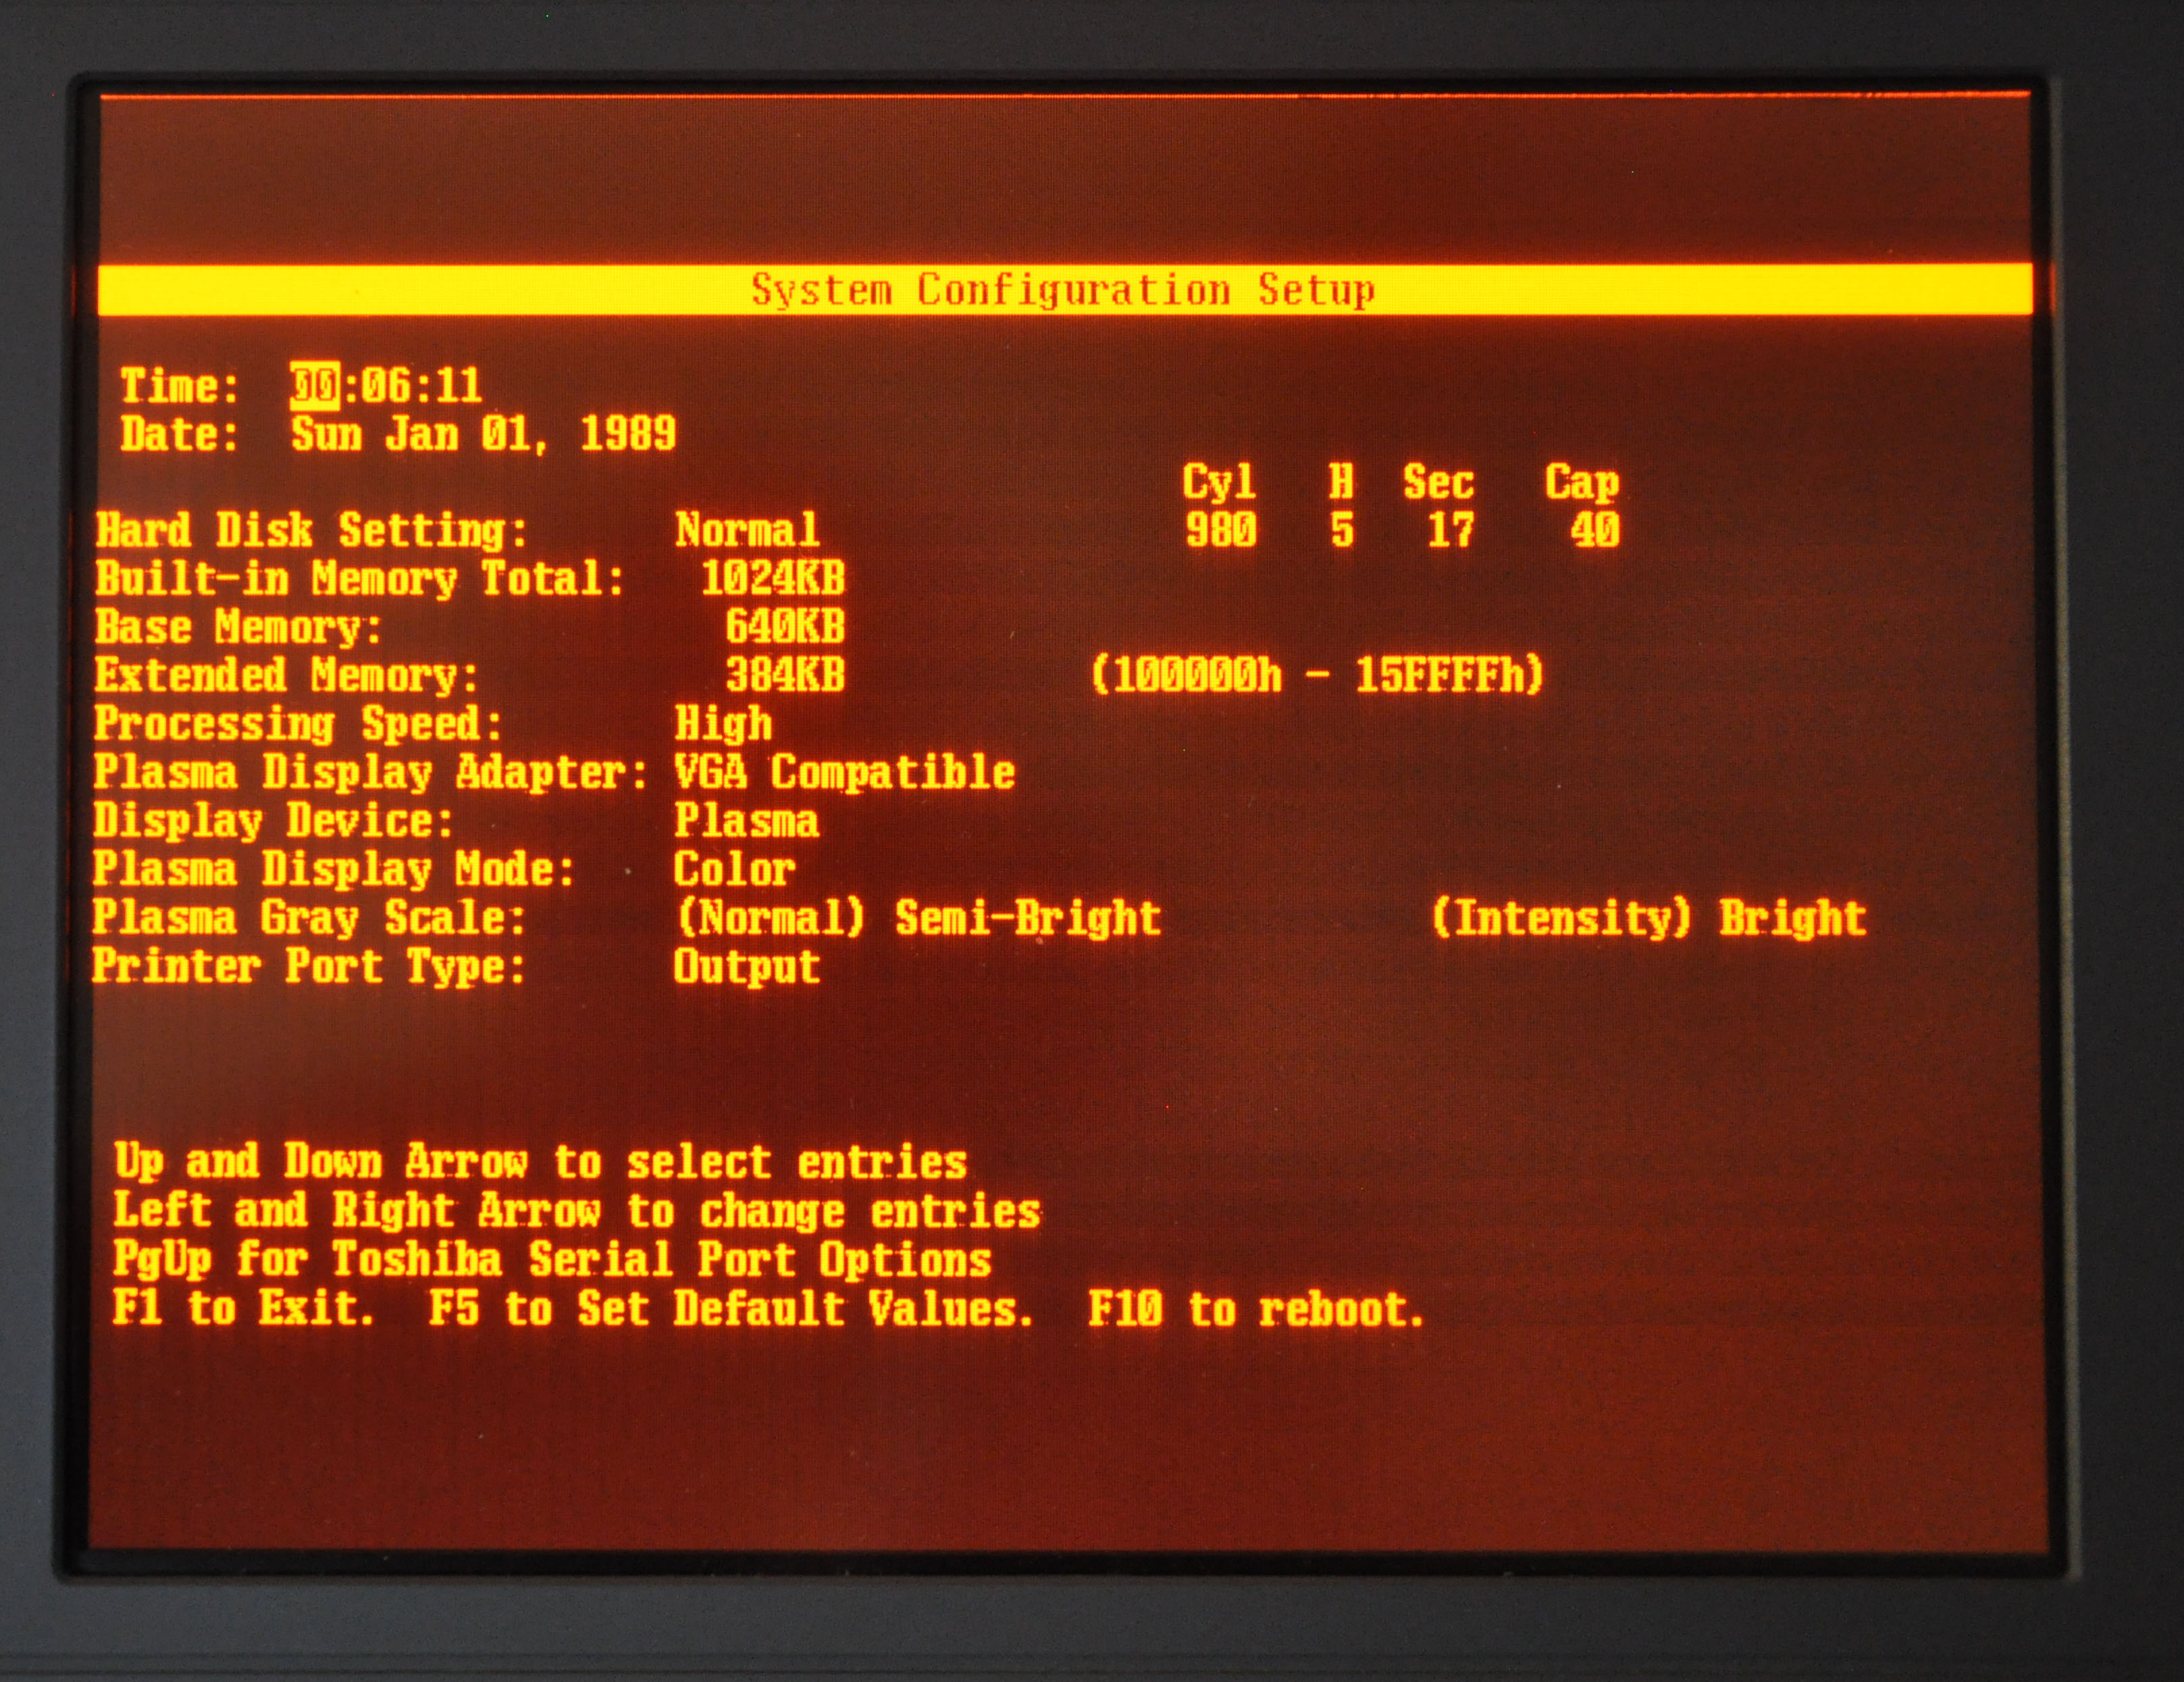 System Configuration Setup
Time: 00:06:11
Date: Sun Jan 01, 1989
Cyl H Sec Cap
Hard Disk Setting: Normal 980 5 17 40
Built-in Memory Total: 1024KB
Base Memory: 640KB
Extended Memory: 384KB (100000h - 15FFFFh)
Processing Speed: High
Plasma Display Adapter: VGA Compatible
Display Device: Plasma
Plasma Display Mode: Color
Plasma Gray Scale: (Normal) Semi-Bright (Intensity) Bright
Printer Port Type: Output
Up and Down Arrow to select entries
Left and Right Arrow to change entries
PgUp for Toshiba Serial Port Options
F1 to Exit. F5 to Set Default Values. F10 to reboot.